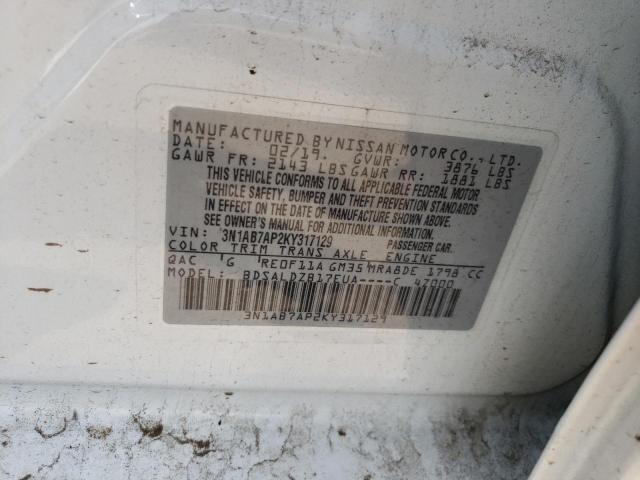 MANUFACTURED BY NISSAN MOTOR CO., LTD.
DATE: 02/19. GVWR: 3876 LBS
GAWR FR: 2143 LBS GAWR RR: 1881 LBS
THIS VEHICLE CONFORMS TO ALL APPLICABLE FEDERAL MOTOR
VEHICLE SAFETY, BUMPER AND THEFT PREVENTION STANDARDS
IN EFFECT ON THE DATE OF MANUFACTURE SHOWN ABOVE.
SEE OWNER'S MANUAL FOR ADDITIONAL INFORMATION.
VIN: 3N1AB7AP2KY317129 PASSENGER CAR.
COLOR TRIM TRANS AXLE ENGINE
QAC G RE0F11A GM35 MRA8DE 1798 CC
MODEL: BDSALDZB17EUA----C 47000
3N1AB7AP2KY317129